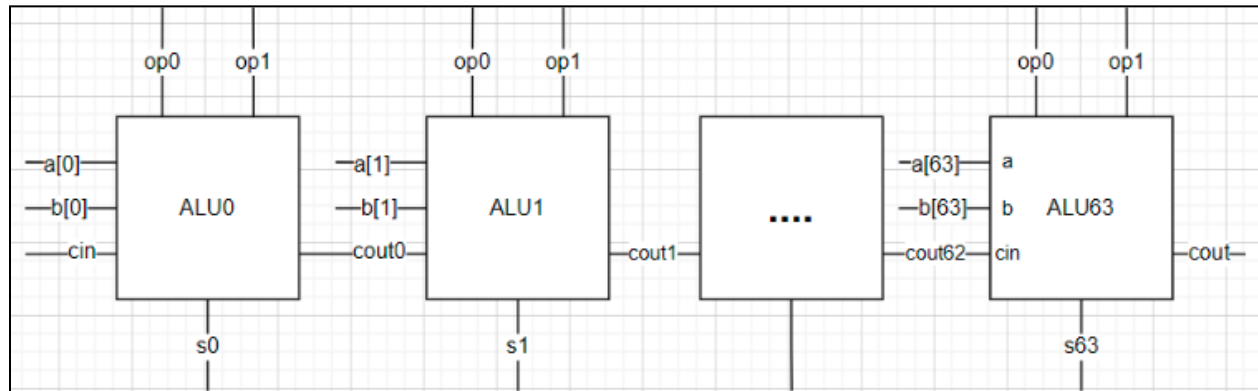 op0 op1 op0 op1 op0 op1
a[0] a[1] a[63] a
b[0] ALU0 b[1] ALU1 .... b[63] b ALU63
cin cout0 cout1 cout62 cin cout
s0 s1 s63